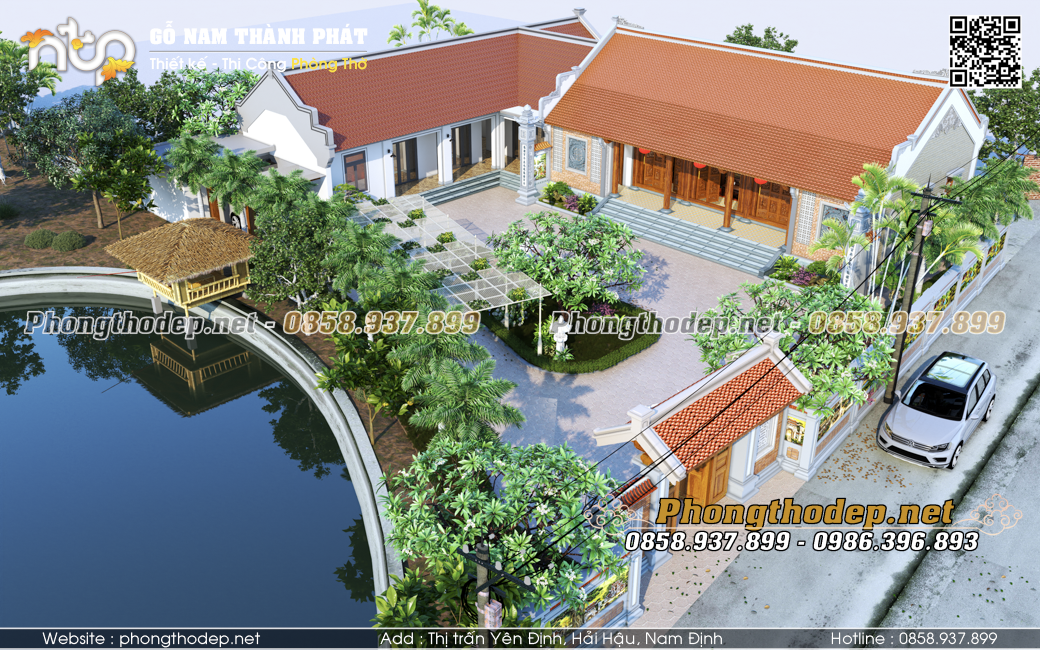 ntp
GỖ NAM THÀNH PHÁT
Thiết kế - Thi Công Phòng Thờ
Phongthodep.net - 0858.937.899
Phongthodep.net - 0858.937.899
Phongthodep.net
0858.937.899 - 0986.396.893
Website : phongthodep.net
Add : Thị trấn Yên Định, Hải Hậu, Nam Định
Hotline : 0858.937.899